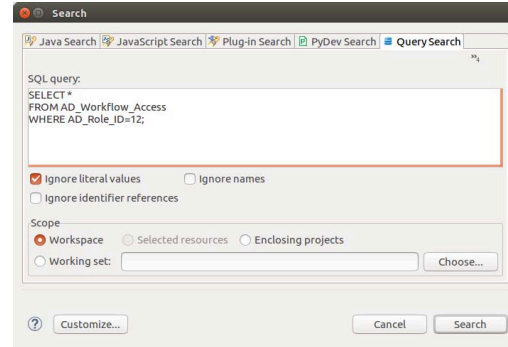 Search
Java Search JavaScript Search Plug-in Search PyDev Search Query Search
»4
SQL query:
SELECT *
FROM AD_Workflow_Access
WHERE AD_Role_ID=12;
Ignore literal values Ignore names
Ignore identifier references
Scope
Workspace Selected resources Enclosing projects
Working set: Choose...
? Customize... Cancel Search